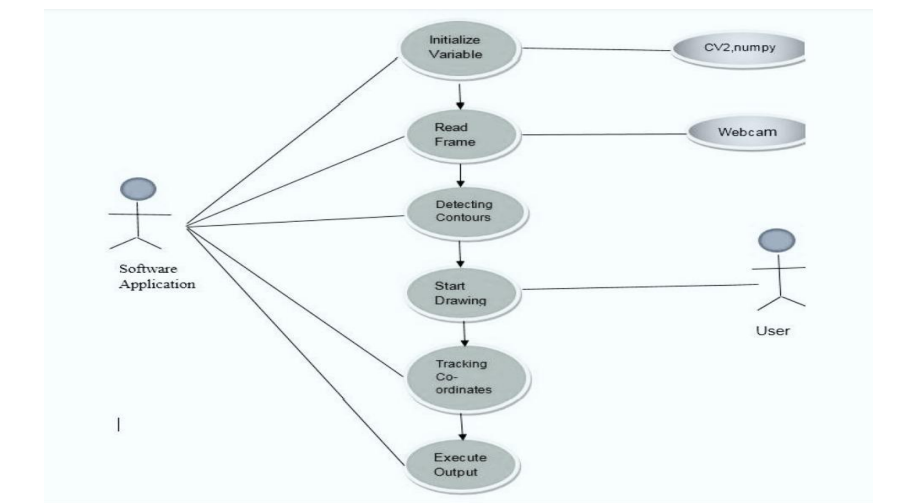 Initialize
Variable
CV2,numpy
Read
Frame
Webcam
Detecting
Contours
Software
Application
Start
Drawing
User
Tracking
Co-
ordinates
Execute
Output